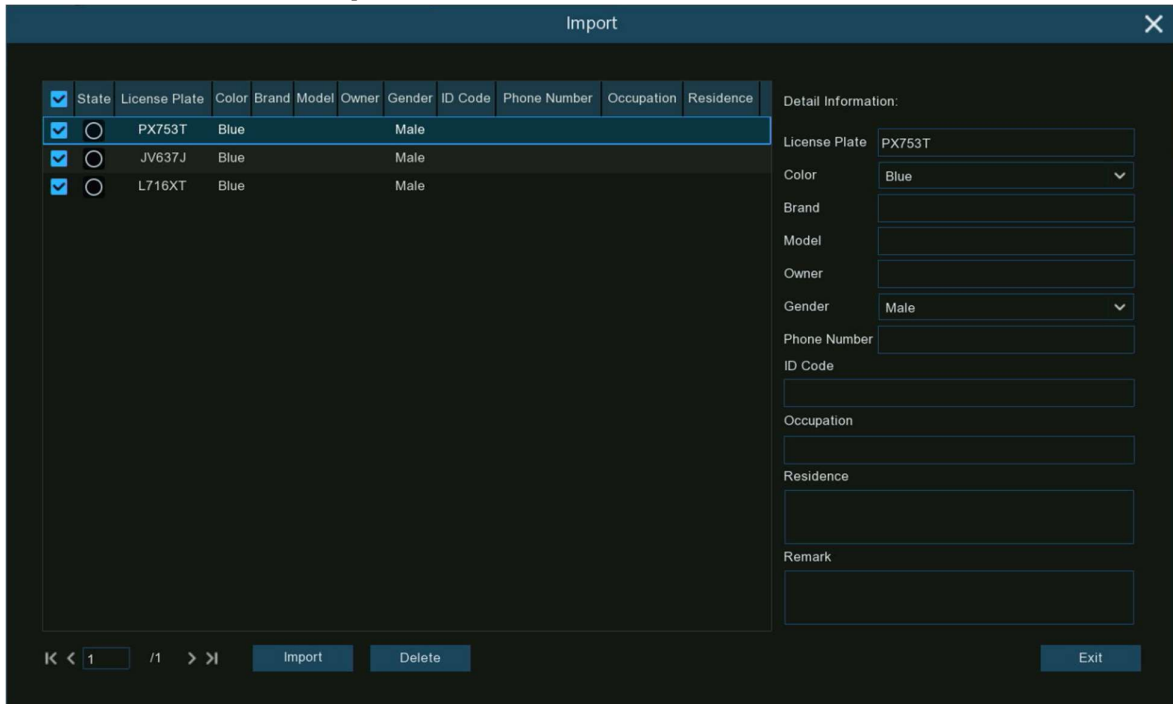 Import
State License Plate Color Brand Model Owner Gender ID Code Phone Number Occupation Residence
PX753T Blue Male
JV637J Blue Male
L716XT Blue Male
Detail Information:
License Plate PX753T
Color Blue
Brand
Model
Owner
Gender Male
Phone Number
ID Code
Occupation
Residence
Remark
1 /1 Import Delete Exit